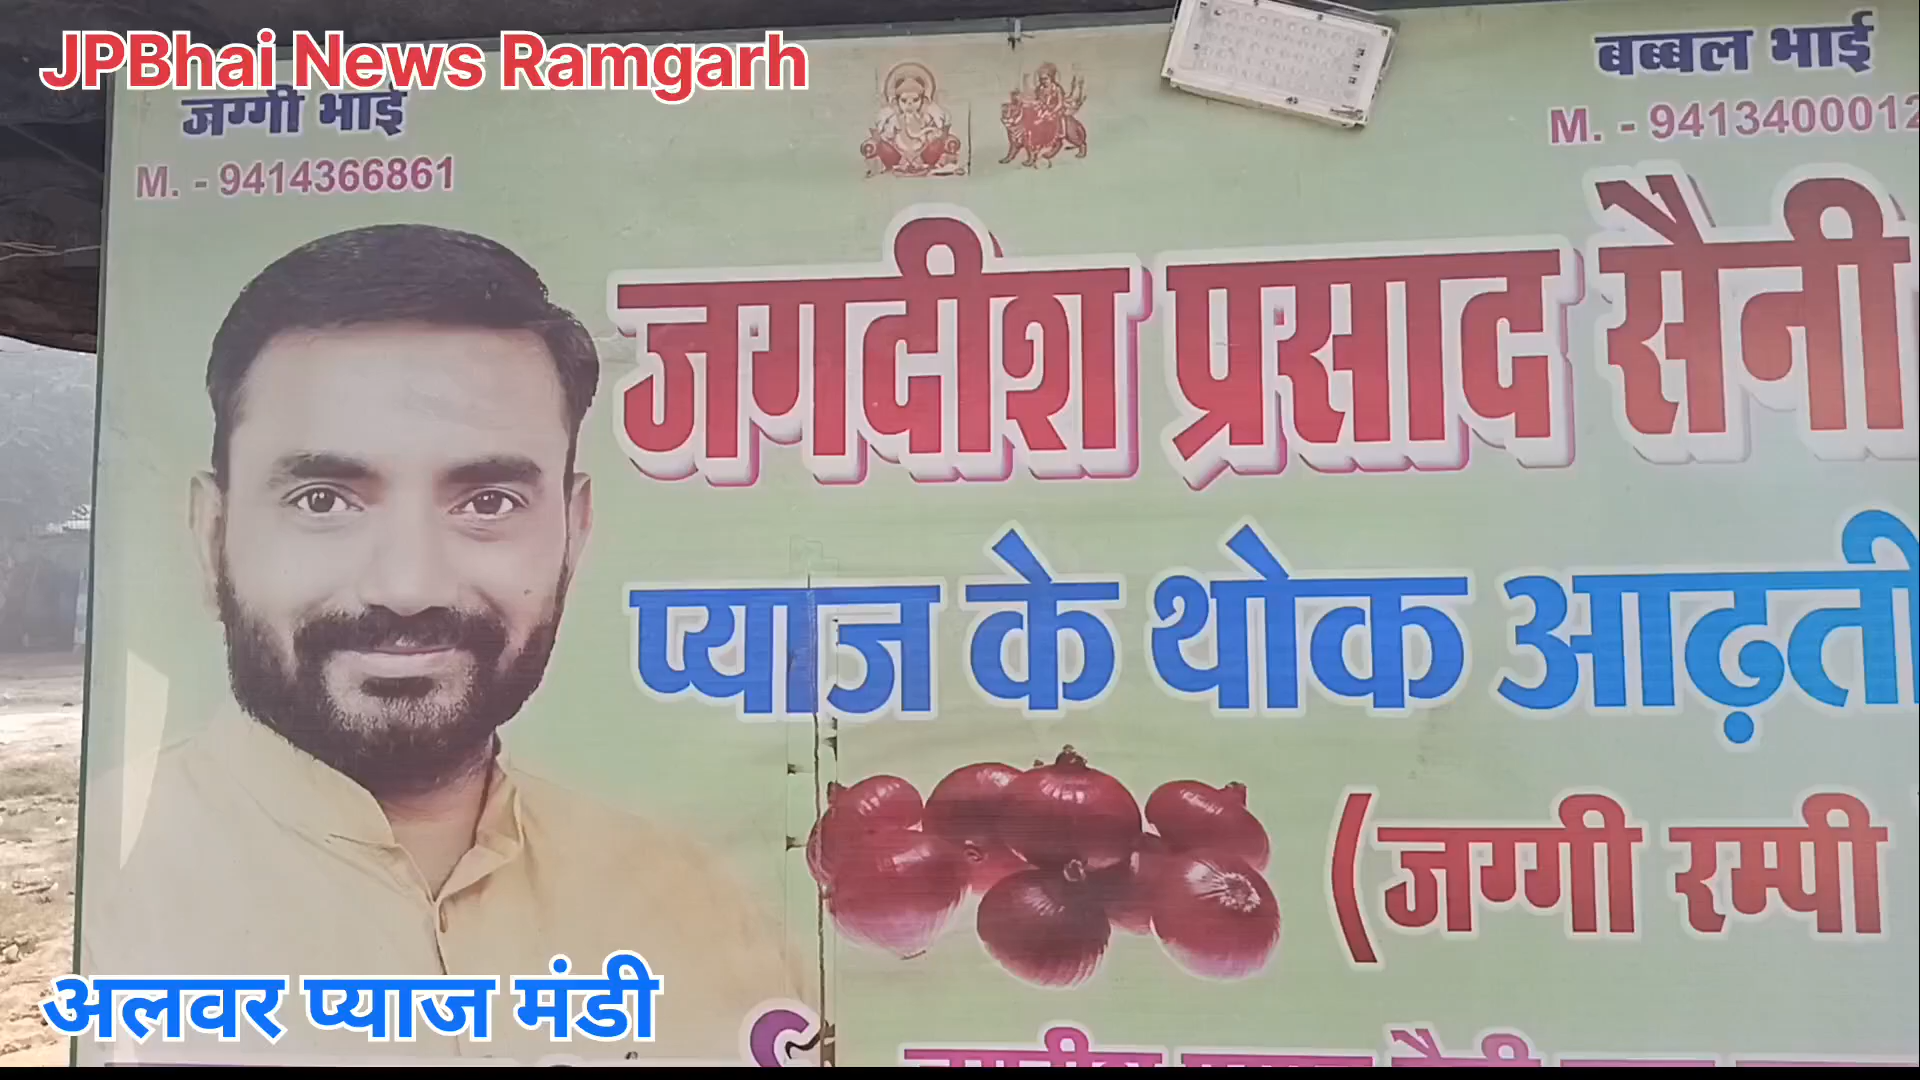 JPBhai News Ramgarh
जग्गी भाई
M. - 9414366861
बब्बल भाई
M. - 9413400012
जगदीश प्रसाद सैनी
प्याज के थोक आढ़ती
(जग्गी रम्पी
अलवर प्याज मंडी